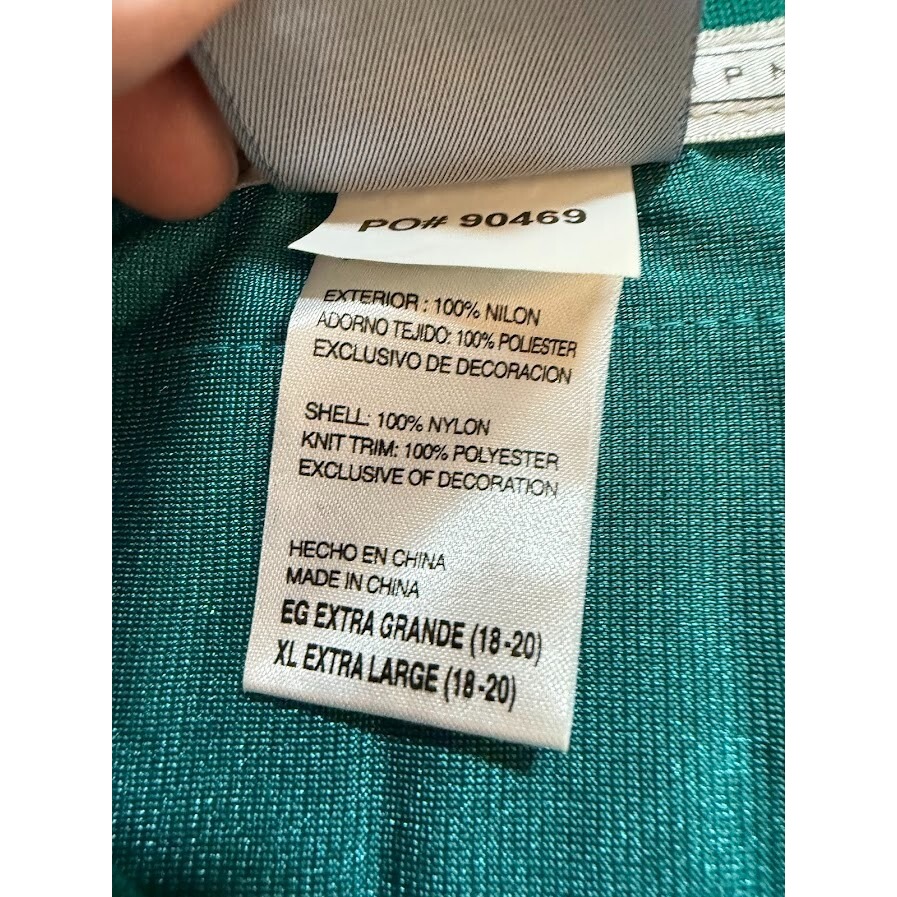 P N
PO# 90469
EXTERIOR : 100% NILON
ADORNO TEJIDO: 100% POLIESTER
EXCLUSIVO DE DECORACION
SHELL: 100% NYLON
KNIT TRIM: 100% POLYESTER
EXCLUSIVE OF DECORATION
HECHO EN CHINA
MADE IN CHINA
EG EXTRA GRANDE (18-20)
XL EXTRA LARGE (18-20)